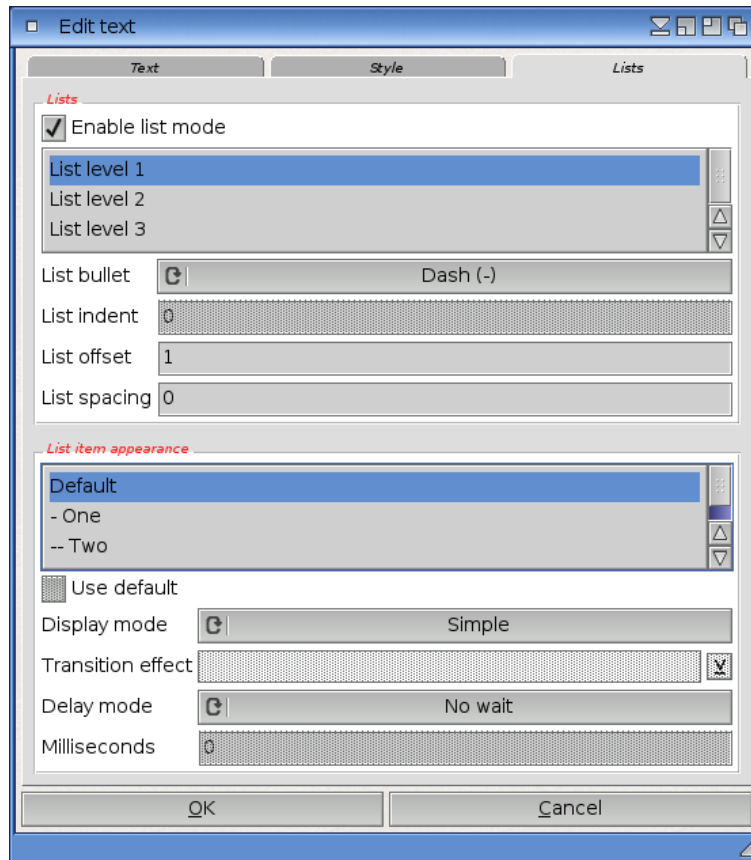 Edit text
Text Style Lists
Lists
Enable list mode
List level 1
List level 2
List level 3
List bullet Dash (-)
List indent 0
List offset 1
List spacing 0
List item appearance
Default
- One
-- Two
Use default
Display mode Simple
Transition effect
Delay mode No wait
Milliseconds 0
OK Cancel